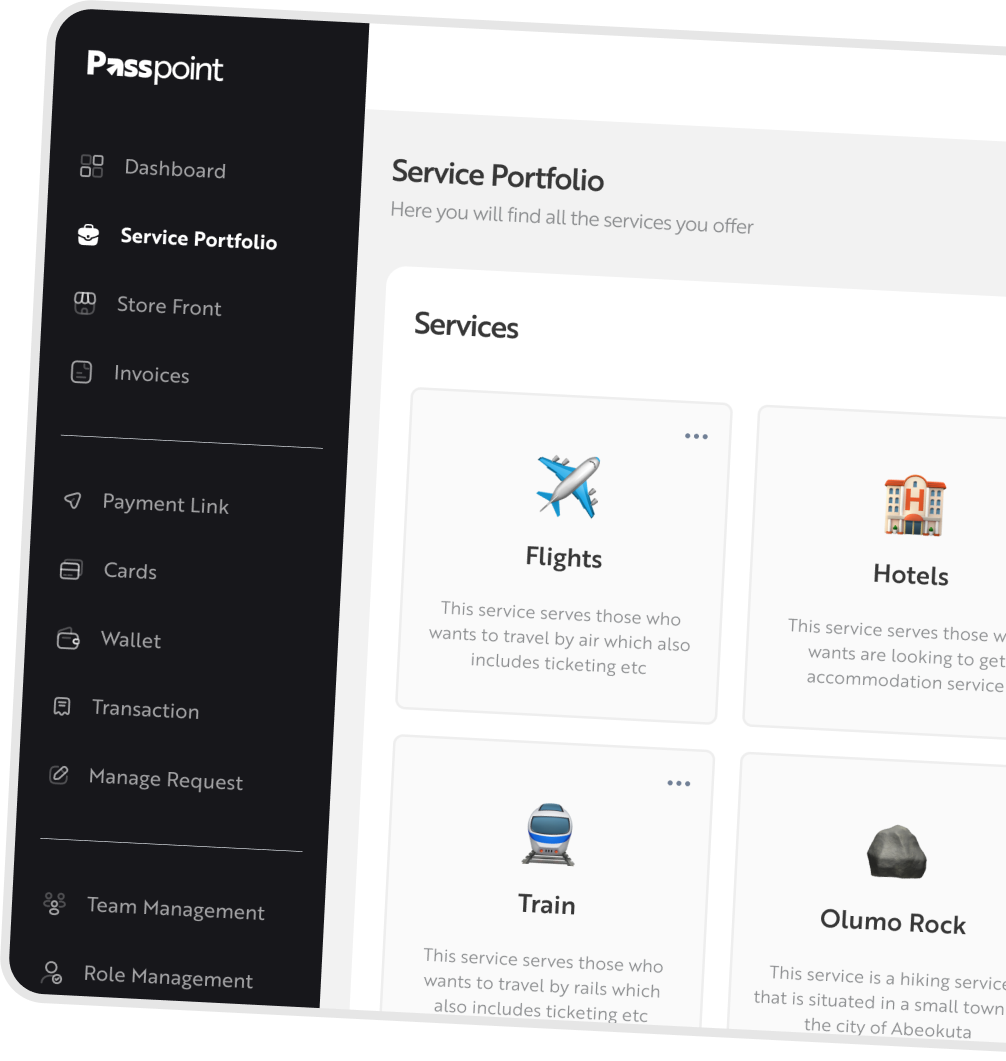 Passpoint
Dashboard
Service Portfolio
Store Front
Invoices
Payment Link
Cards
Wallet
Transaction
Manage Request
Team Management
Role Management
Service Portfolio
Here you will find all the services you offer
Services
Flights
This service serves those who
wants to travel by air which also
includes ticketing etc
H
Hotels
This service serves those w
wants are looking to get
accommodation service
Train
This service serves those who
wants to travel by rails which
also includes ticketing etc
Olumo Rock
This service is a hiking service
that is situated in a small town
the city of Abeokuta